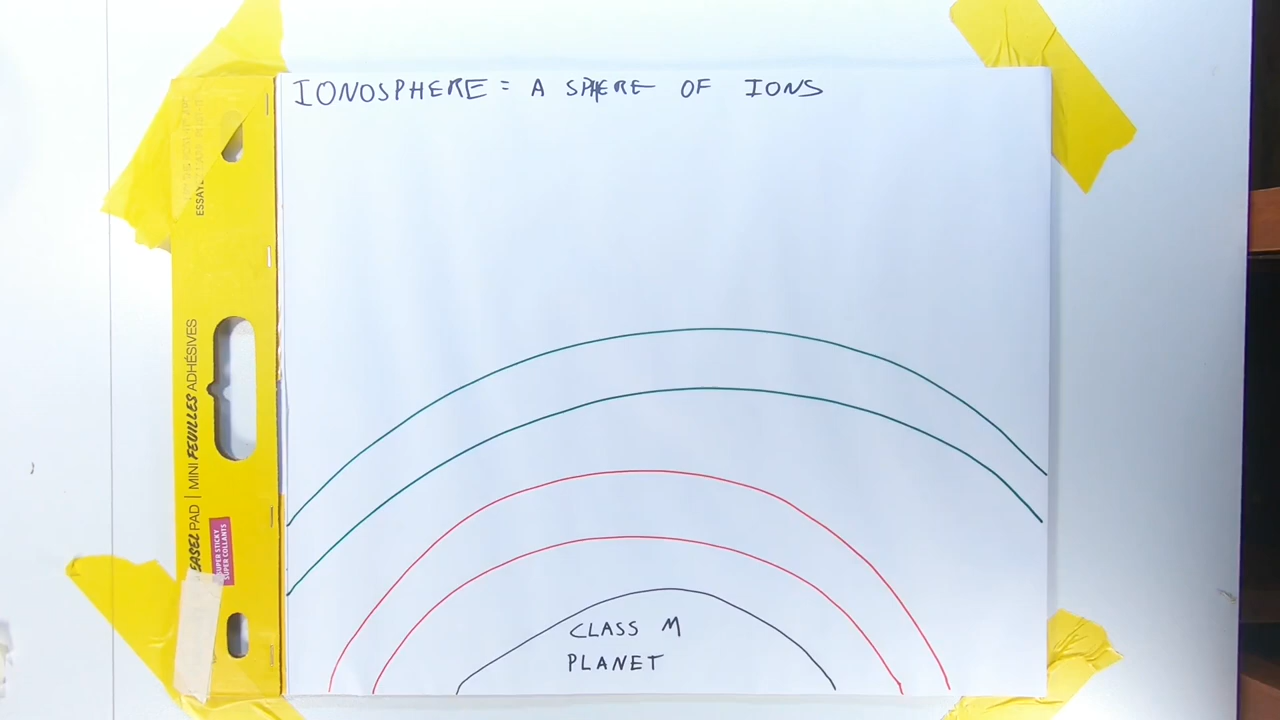 IONOSPHERE = A SPHERE OF IONS
CLASS M
PLANET
EASEL PAD | MINI FEUILLES ADHÉSIVES
SUPER STICKY
SUPER COLLANTS